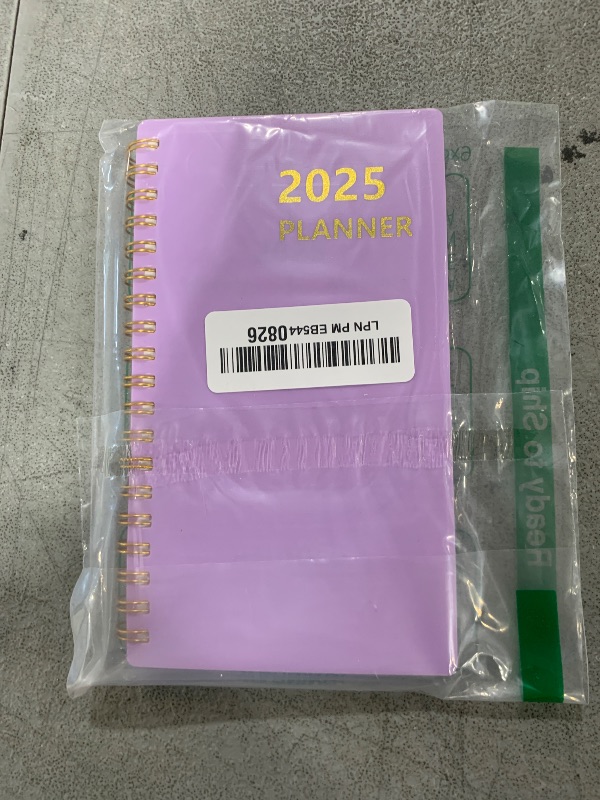 2025
PLANNER
LPN PM EB5440826
Ready to Ship